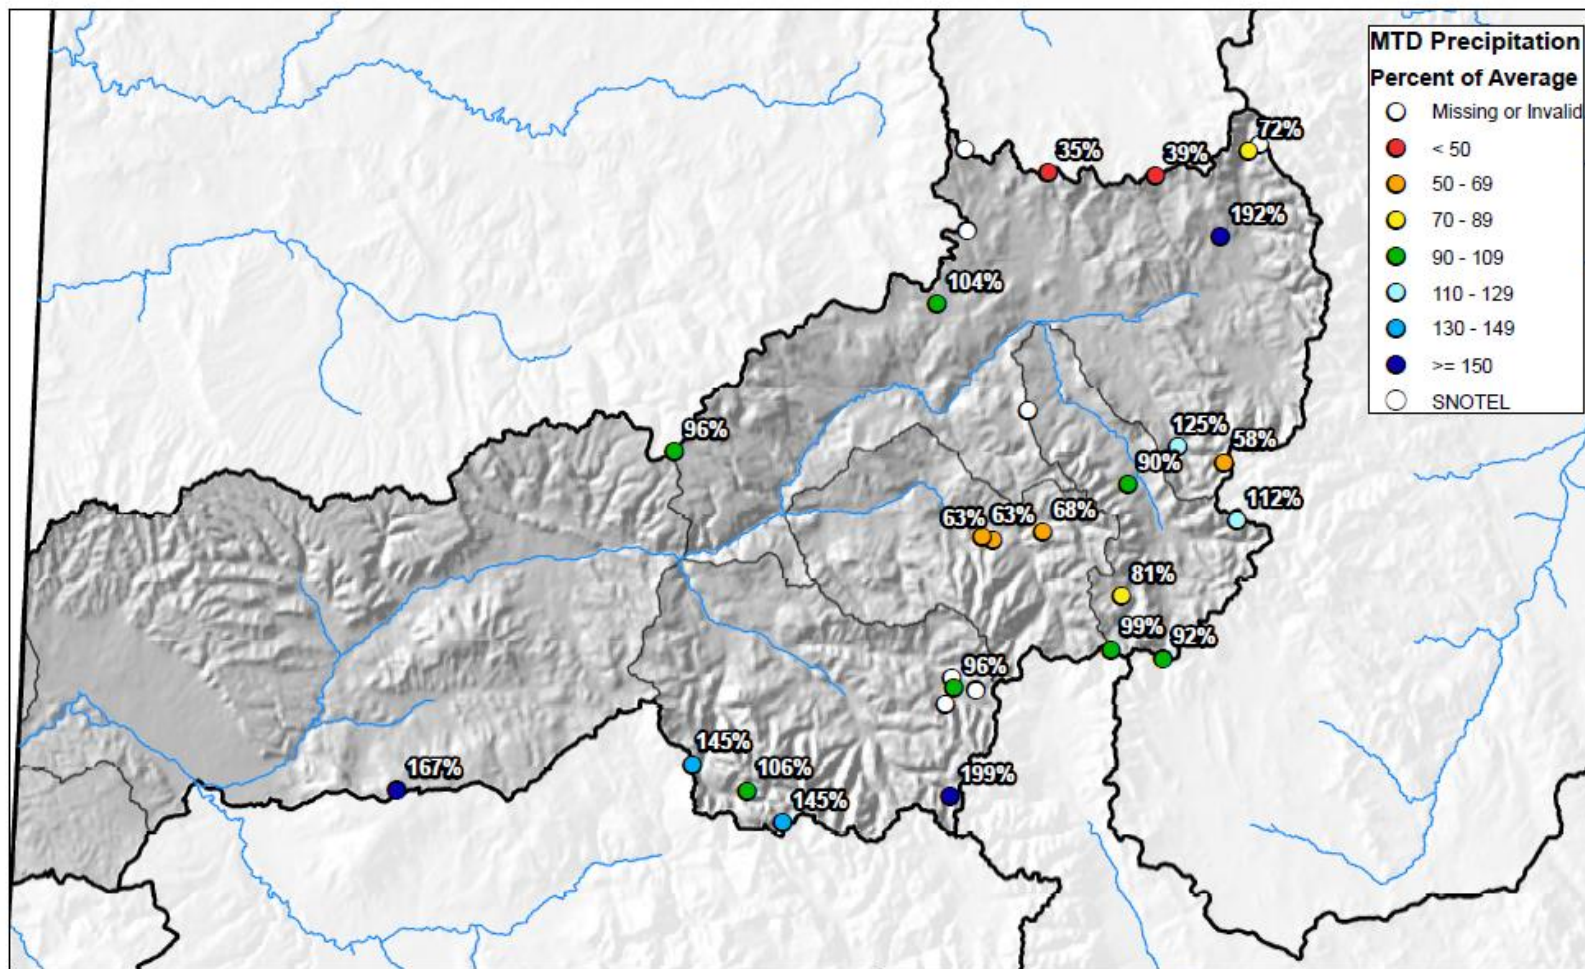 MTD Precipitation
Percent of Average
Missing or Invalid
< 50
50 - 69
70 - 89
90 - 109
110 - 129
130 - 149
>= 150
SNOTEL
72%
35%
39%
192%
104%
96%
125%
58%
90%
112%
63%
63%
68%
81%
99%
92%
96%
145%
167%
106%
199%
145%